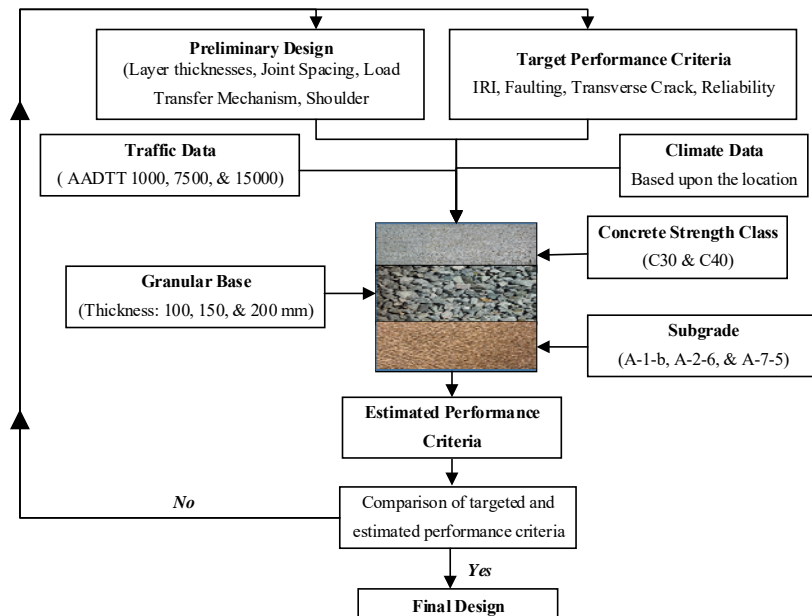 Preliminary Design
(Layer thicknesses, Joint Spacing, Load
Transfer Mechanism, Shoulder
Target Performance Criteria
IRI, Faulting, Transverse Crack, Reliability
Traffic Data
( AADTT 1000, 7500, & 15000)
Climate Data
Based upon the location
Concrete Strength Class
(C30 & C40)
Granular Base
(Thickness: 100, 150, & 200 mm)
Subgrade
(A-1-b, A-2-6, & A-7-5)
Estimated Performance
Criteria
No
Comparison of targeted and
estimated performance criteria
Yes
Final Design